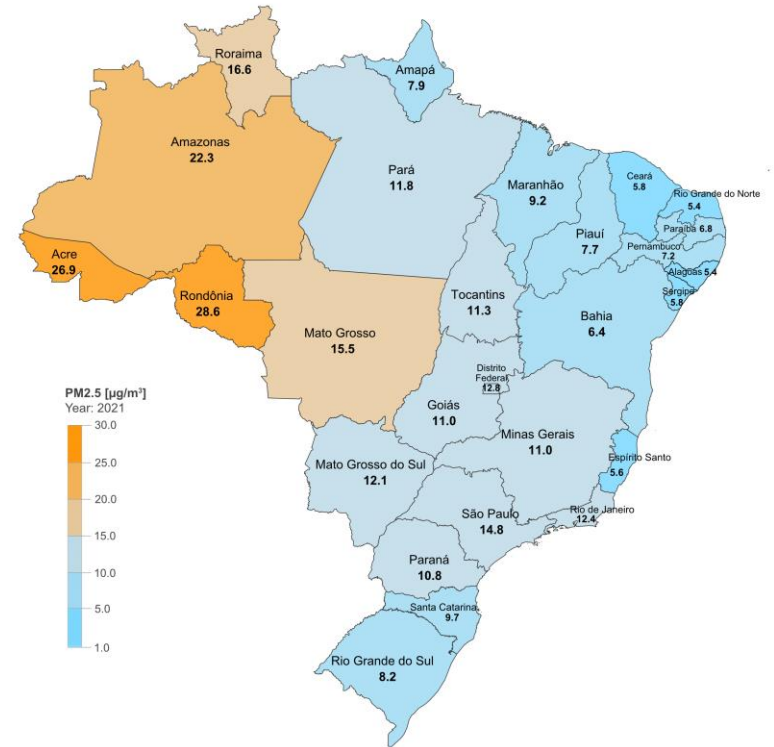 Roraima
16.6
Amapá
7.9
Amazonas
22.3
Pará
11.8
Maranhão
9.2
Ceará
5.8
Rio Grande do Norte
5.4
Paraíba 6.8
Piauí
7.7
Pernambuco
7.2
Alagoas 5.4
Sergipe
5.8
Acre
26.9
Rondônia
28.6
Tocantins
11.3
Bahia
6.4
Mato Grosso
15.5
Distrito
Federal
12.8
Goiás
11.0
Minas Gerais
11.0
Espírito Santo
5.6
Mato Grosso do Sul
12.1
São Paulo
14.8
Rio de Janeiro
12.4
Paraná
10.8
Santa Catarina
9.7
Rio Grande do Sul
8.2
PM2.5 [µg/m³]
Year: 2021
30.0
25.0
20.0
15.0
10.0
5.0
1.0